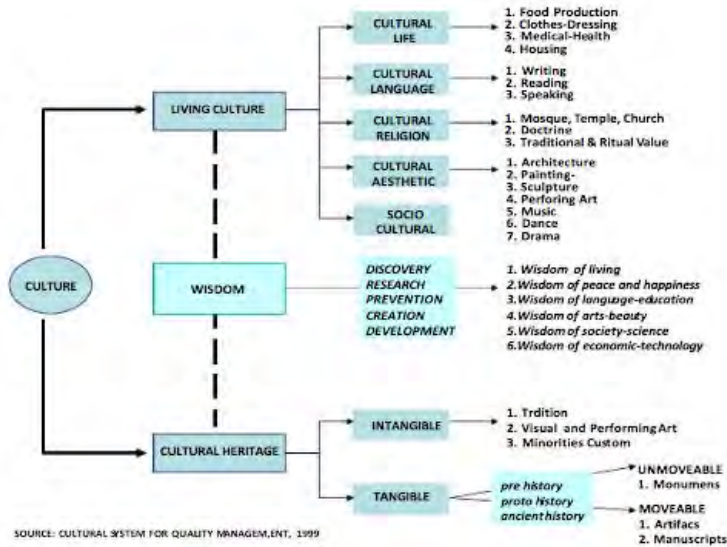 CULTURE
LIVING CULTURE
CULTURAL
LIFE
1. Food Production
2. Clothes-Dressing
3. Medical-Health
4. Housing
CULTURAL
LANGUAGE
1. Writing
2. Reading
3. Speaking
CULTURAL
RELIGION
1. Mosque, Temple, Church
2. Doctrine
3. Traditional & Ritual Value
CULTURAL
AESTHETIC
1. Architecture
2. Painting-
3. Sculpture
4. Perforing Art
5. Music
6. Dance
7. Drama
SOCIO
CULTURAL
WISDOM
DISCOVERY
RESEARCH
PREVENTION
CREATION
DEVELOPMENT
1. Wisdom of living
2.Wisdom of peace and happiness
3.Wisdom of language-education
4.Wisdom of arts-beauty
5.Wisdom of society-science
6.Wisdom of economic-technology
CULTURAL HERITAGE
INTANGIBLE
1. Trdition
2. Visual and Performing Art
3. Minorities Custom
TANGIBLE
pre history
proto history
ancient history
UNMOVEABLE
1. Monumens
MOVEABLE
1. Artifacs
2. Manuscripts
SOURCE: CULTURAL SYSTEM FOR QUALITY MANAGEM,ENT, 1999